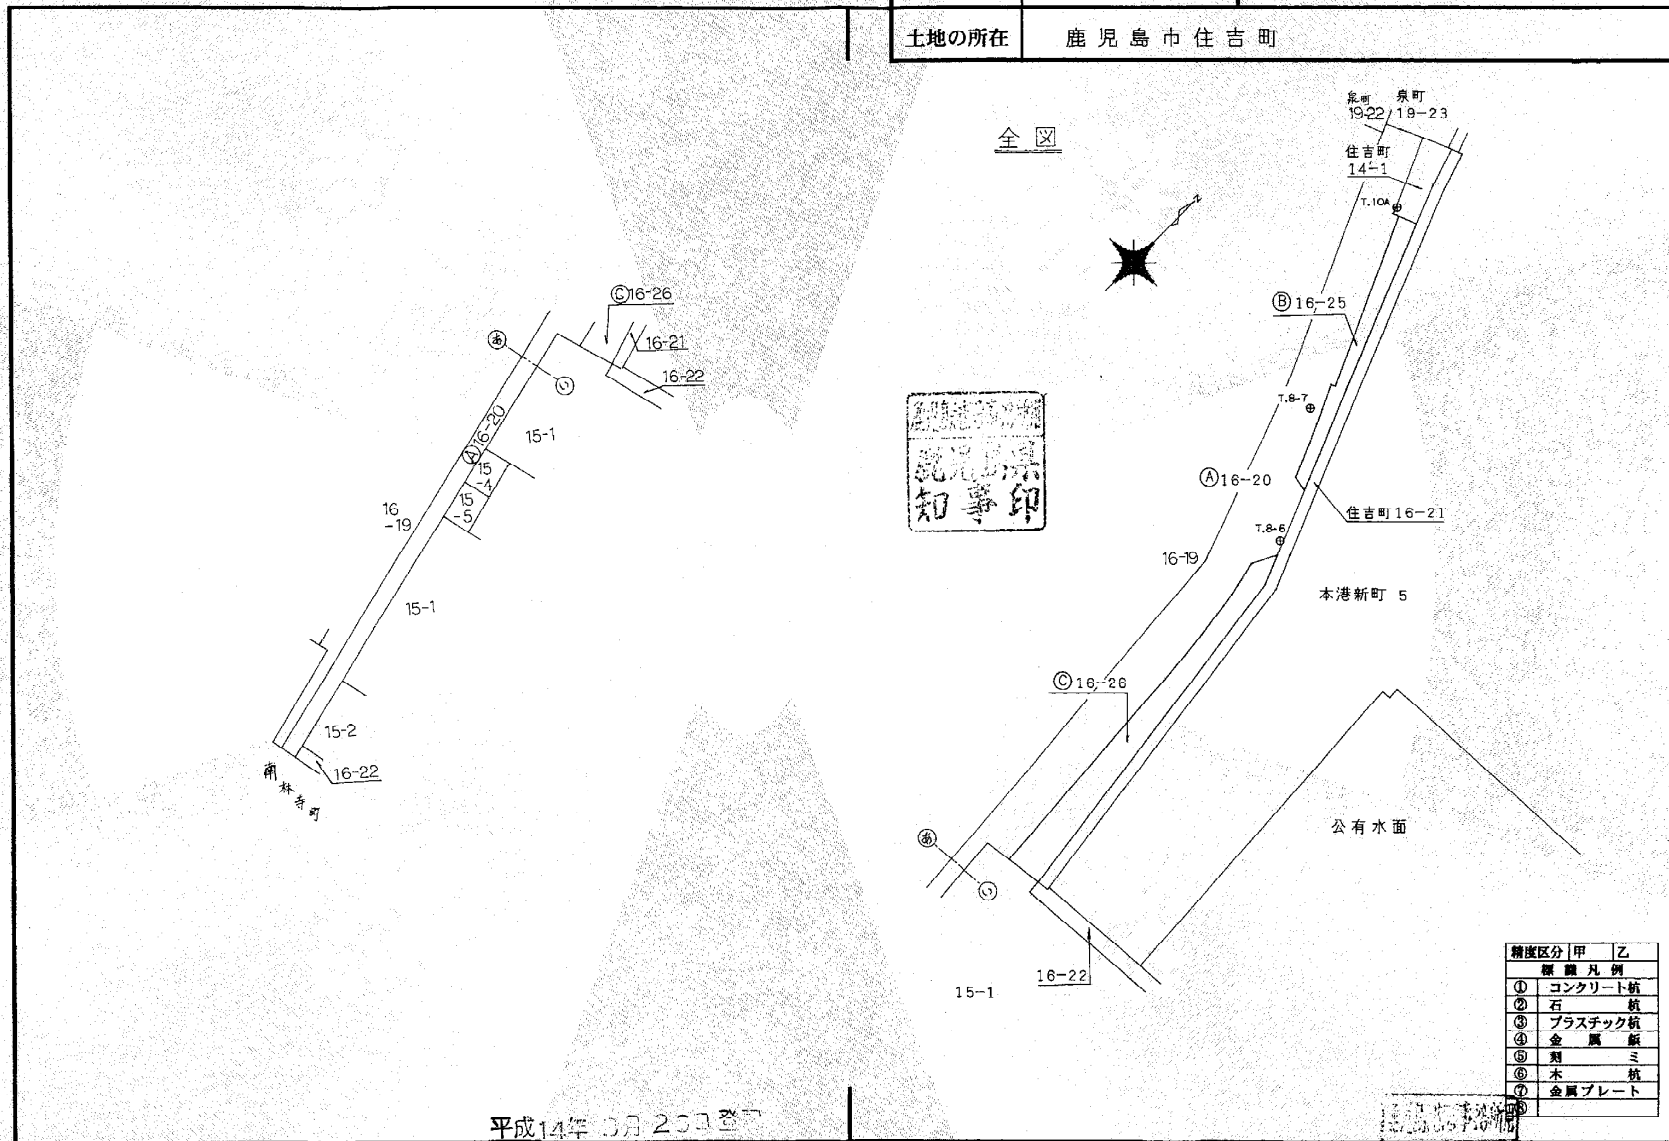 土地の所在 鹿児島市住吉町
全図
N
泉町 泉町
19-22 19-23
住吉町
14-1
T.10A
Ⓑ16-25
T.8-7
Ⓐ16-20
住吉町16-21
T.8-6
16-19
本港新町 5
Ⓒ16-26
公有水面
あ
い
16-22
15-1
Ⓒ16-26
16-21
16-22
あ
い
Ⓐ16-20
15-1
15
-4
15
-5
16
-19
15-1
15-2
16-22
南林寺町
鹿児島県
知事印
精度区分 甲 乙
標識凡例
① コンクリート杭
② 石杭
③ プラスチック杭
④ 金属鋲
⑤ 刻ミ
⑥ 木杭
⑦ 金属プレート
⑧
平成14年